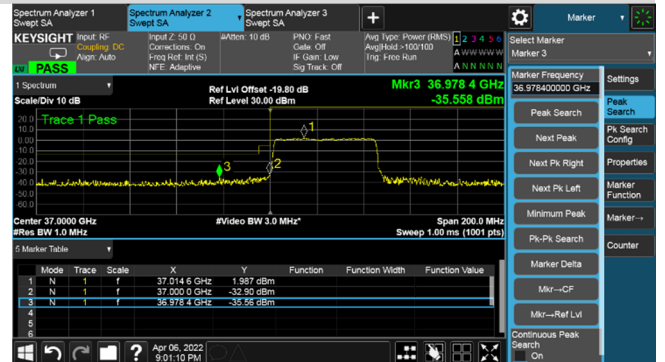 Spectrum Analyzer 1
Swept SA
Spectrum Analyzer 2
Swept SA
Spectrum Analyzer 3
Swept SA
Marker
KEYSIGHT
Input: RF
Coupling: DC
Align: Auto
Input Z: 50 Ω
Corrections: On
Freq Ref: Int (S)
NFE: Adaptive
#Atten: 10 dB
PNO: Fast
Gate: Off
IF Gain: Low
Sig Track: Off
Avg Type: Power (RMS)
Avg|Hold:>100/100
Trig: Free Run
1 2 3 4 5 6
A W W W W W
A N N N N N
LXI
PASS
Select Marker
Marker 3
1 Spectrum
Scale/Div 10 dB
Ref Lvl Offset -19.80 dB
Ref Level 30.00 dBm
Mkr3 36.978 4 GHz
-35.558 dBm
Trace 1 Pass
20.0
10.0
0.00
-10.0
-20.0
-30.0
-40.0
-50.0
-60.0
1
2
3
Center 37.0000 GHz
#Res BW 1.0 MHz
#Video BW 3.0 MHz*
Span 200.0 MHz
Sweep 1.00 ms (1001 pts)
5 Marker Table
Mode Trace Scale X Y Function Function Width Function Value
1 N 1 f 37.014 6 GHz 1.987 dBm
2 N 1 f 37.000 0 GHz -32.90 dBm
3 N 1 f 36.978 4 GHz -35.56 dBm
4
5
6
Marker Frequency
36.978400000 GHz
Peak Search
Next Peak
Next Pk Right
Next Pk Left
Minimum Peak
Pk-Pk Search
Marker Delta
Mkr→CF
Mkr→Ref Lvl
Continuous Peak
Search
On
Settings
Peak
Search
Pk Search
Config
Properties
Marker
Function
Marker→
Counter
?
Apr 06, 2022
9:01:10 PM